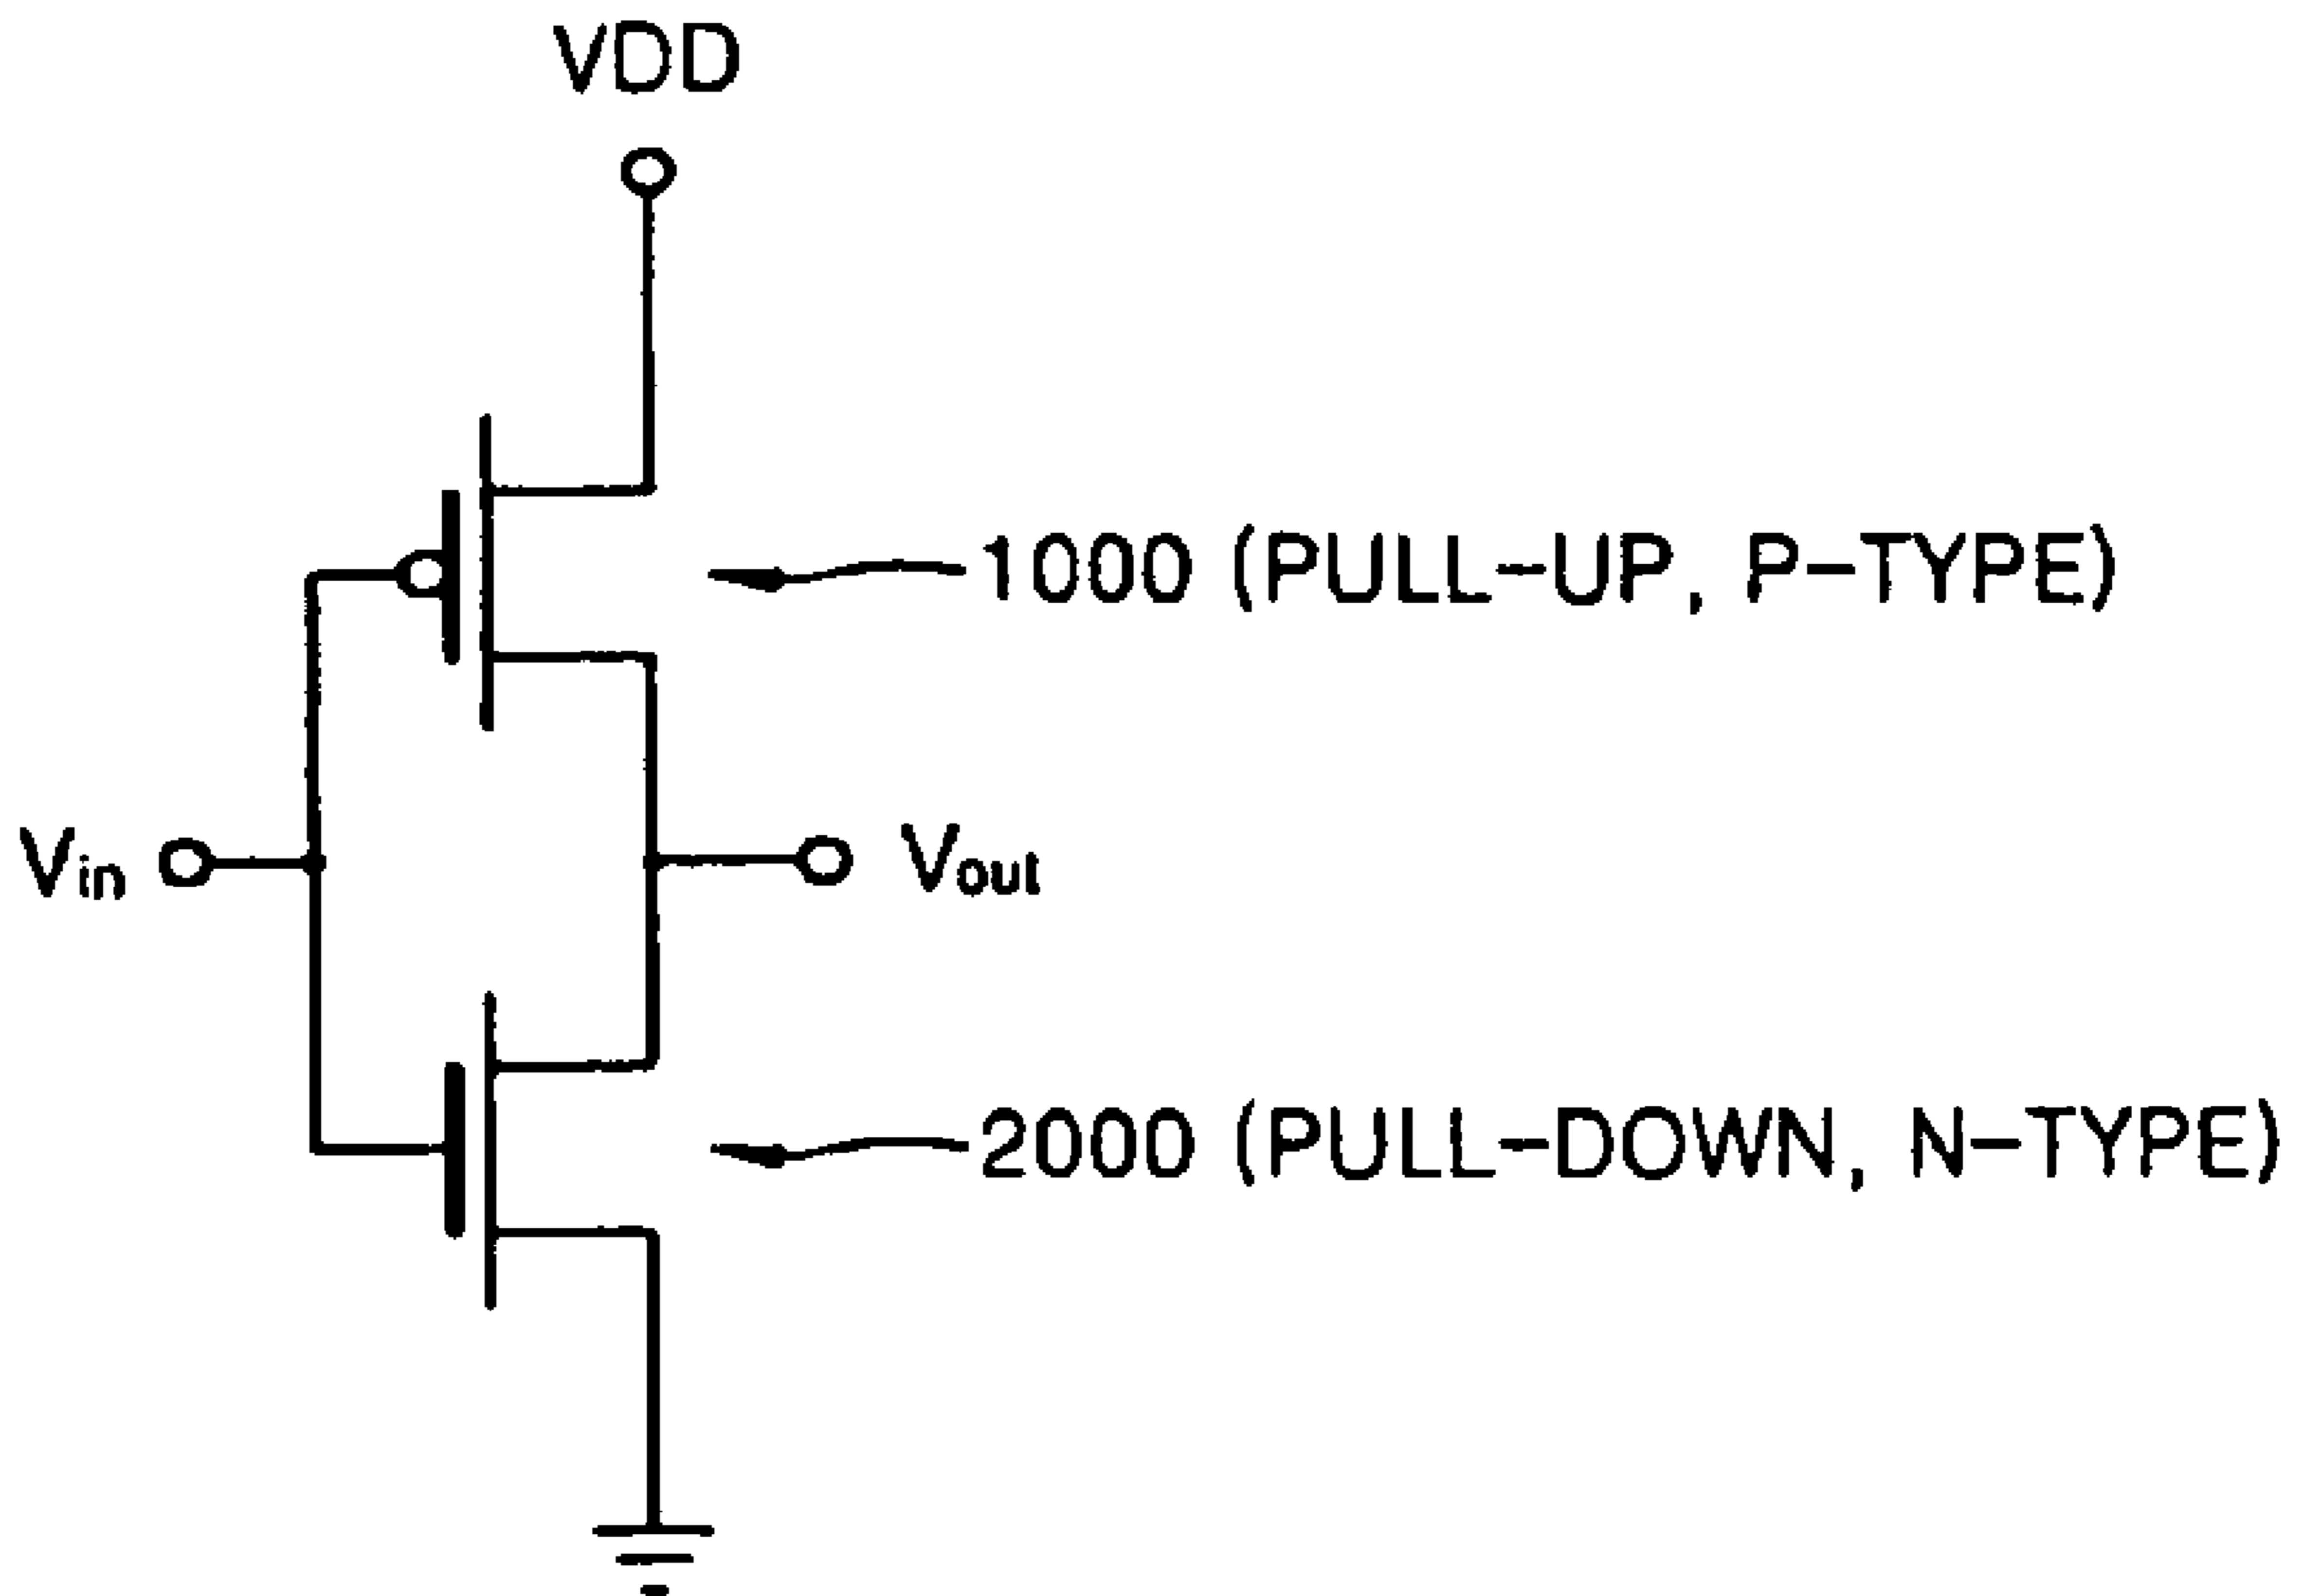 VDD
1000 (PULL-UP, P-TYPE)
Vin
Vout
2000 (PULL-DOWN, N-TYPE)